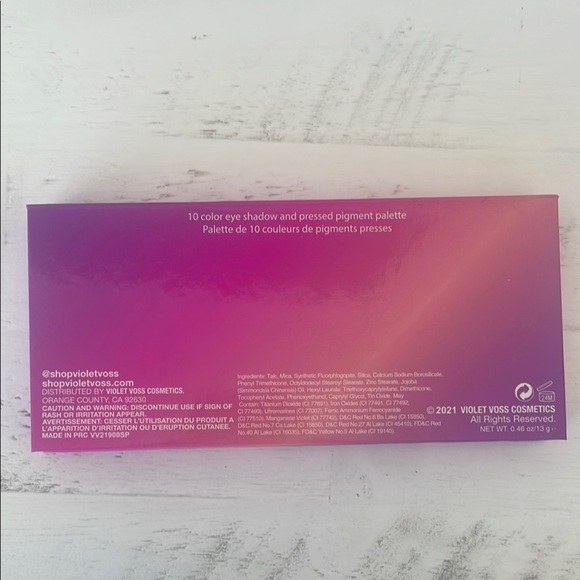 10 color eye shadow and pressed pigment palette
Palette de 10 couleurs de pigments presses
@shopvioletvoss
shopvioletvoss.com
DISTRIBUTED BY VIOLET VOSS COSMETICS.
ORANGE COUNTY, CA 92630
CAUTION AND WARNING: DISCONTINUE USE IF SIGN OF
RASH OR IRRITATION APPEAR.
AVERTISSEMENT: CESSER L'UTILISATION DU PRODUIT A
L'APPARITION D'IRRITATION OU D'ERUPTION CUTANEE.
MADE IN PRC VV21900SP
Ingredients: Talc, Mica, Synthetic Fluorphlogopite, Silica, Calcium Sodium Borosilicate,
Phenyl Trimethicone, Octyldodecyl Stearoyl Stearate, Zinc Stearate, Jojoba
(Simmondsia Chinensis) Oil, Hexyl Laurate, Triethoxycaprylylsilane, Dimethicone,
Tocopheryl Acetate, Phenoxyethanol, Caprylyl Glycol, Tin Oxide. May
Contain: Titanium Dioxide (CI 77891), Iron Oxides (CI 77491, CI 77492,
CI 77499), Ultramarines (CI 77007), Ferric Ammonium Ferrocyanide
(CI 77510), Manganese Violet (CI 77742), D&C Red No.6 Ba Lake (CI 15850),
D&C Red No.7 Ca Lake (CI 15850), D&C Red No.27 Al Lake (CI 45410), FD&C Red
No.40 Al Lake (CI 16035), FD&C Yellow No.5 Al Lake (CI 19140).
24M
© 2021 VIOLET VOSS COSMETICS
All Rights Reserved.
NET WT. 0.46 oz/13 g ℮